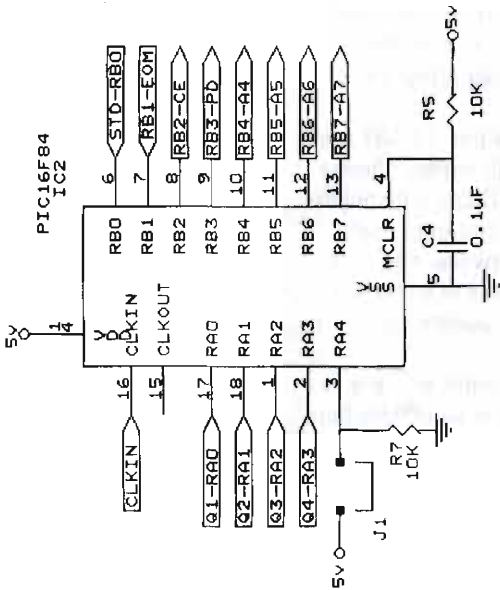 PIC16F84
IC2
5v
14
VDD
CLKIN
16
CLKIN
15
CLKOUT
Q1-RA0
17
RA0
Q2-RA1
18
RA1
Q3-RA2
1
RA2
Q4-RA3
2
RA3
3
RA4
RB0
6
STD-RB0
RB1
7
RB1-EOM
RB2
8
RB2-CE
RB3
9
RB3-PD
RB4
10
RB4-A4
RB5
11
RB5-A5
RB6
12
RB6-A6
RB7
13
RB7-A7
MCLR
4
VSS
5
5v
J1
R7
10K
C4
0.1uF
R5
10K
5v